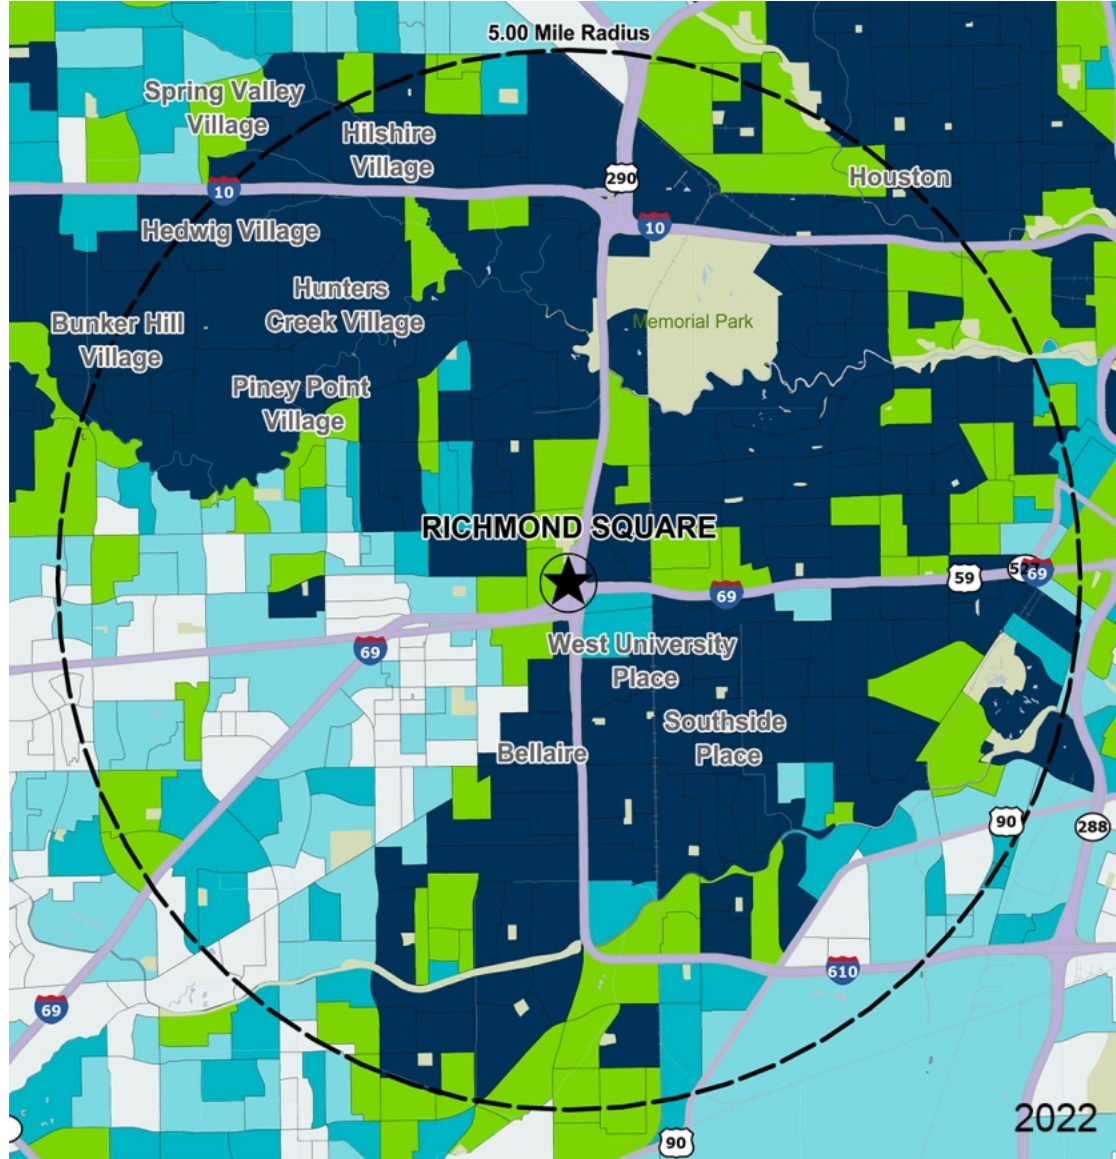 5.00 Mile Radius
Spring Valley
Village
Hilshire
Village
290
10
Houston
10
Hedwig Village
Hunters
Creek Village
Bunker Hill
Village
Memorial Park
Piney Point
Village
RICHMOND SQUARE
59
69
69
69
West University
Place
Southside
Place
Bellaire
90
288
610
69
2022
90